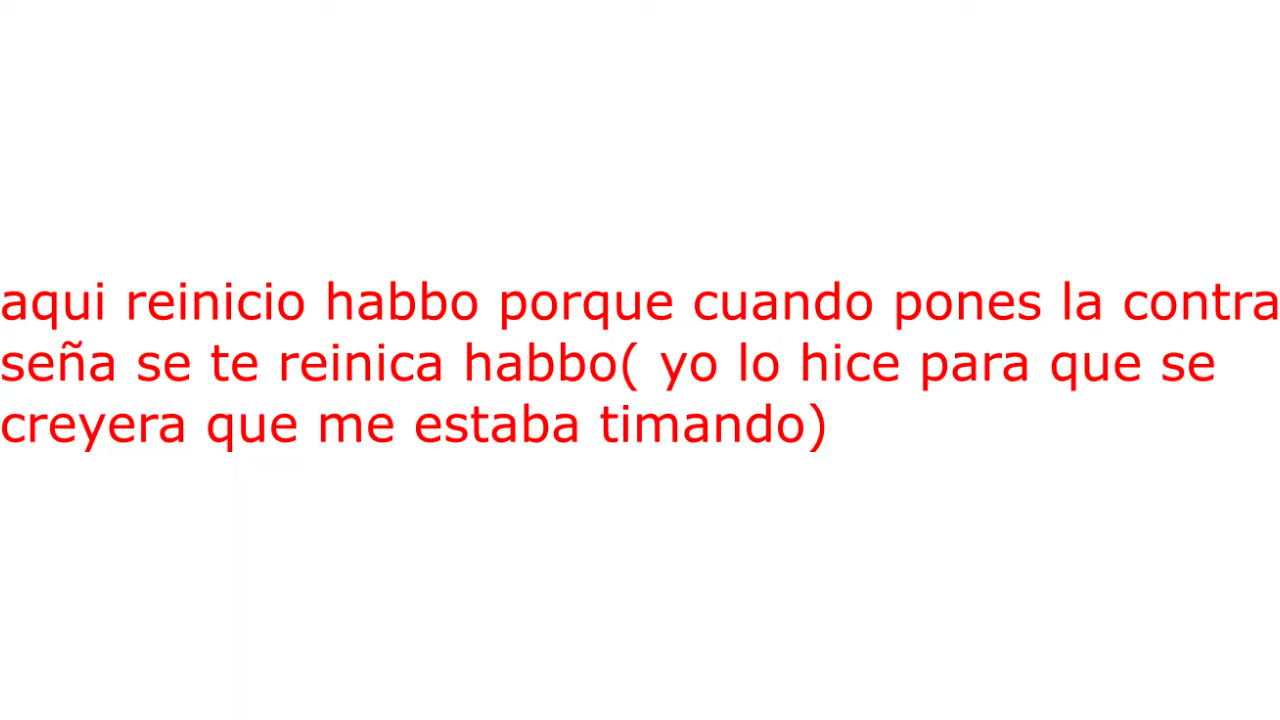 aqui reinicio habbo porque cuando pones la contra
seña se te reinica habbo( yo lo hice para que se
creyera que me estaba timando)